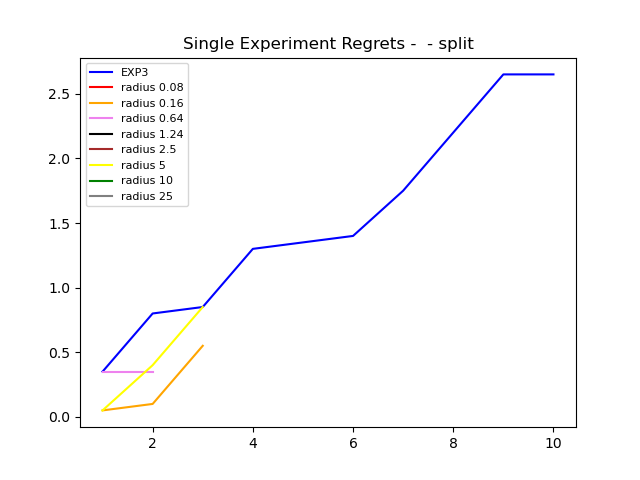 Single Experiment Regrets -  - split
EXP3
radius 0.08
radius 0.16
radius 0.64
radius 1.24
radius 2.5
radius 5
radius 10
radius 25
2.5
2.0
1.5
1.0
0.5
0.0
2 4 6 8 10